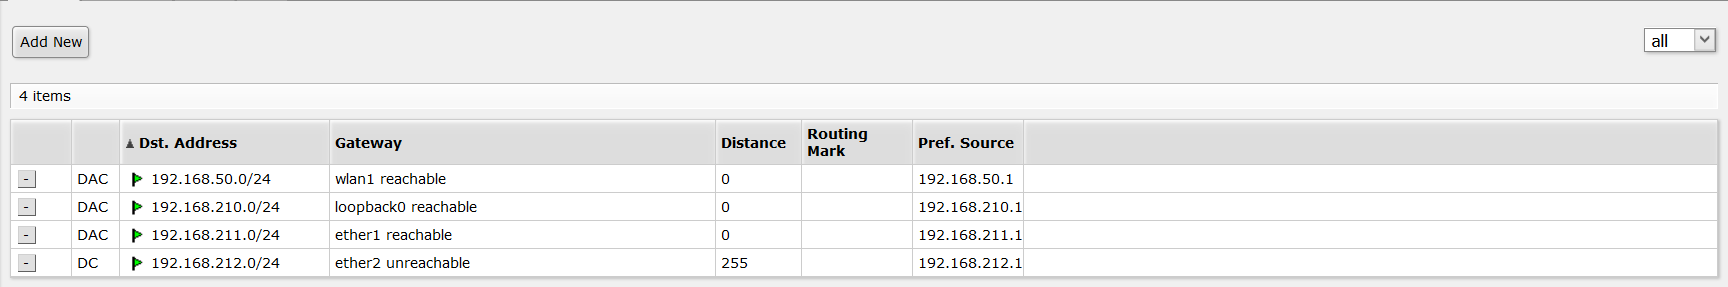 Add New
all
4 items
Dst. Address Gateway Distance Routing Mark Pref. Source
- DAC 192.168.50.0/24 wlan1 reachable 0 192.168.50.1
- DAC 192.168.210.0/24 loopback0 reachable 0 192.168.210.1
- DAC 192.168.211.0/24 ether1 reachable 0 192.168.211.1
- DC 192.168.212.0/24 ether2 unreachable 255 192.168.212.1